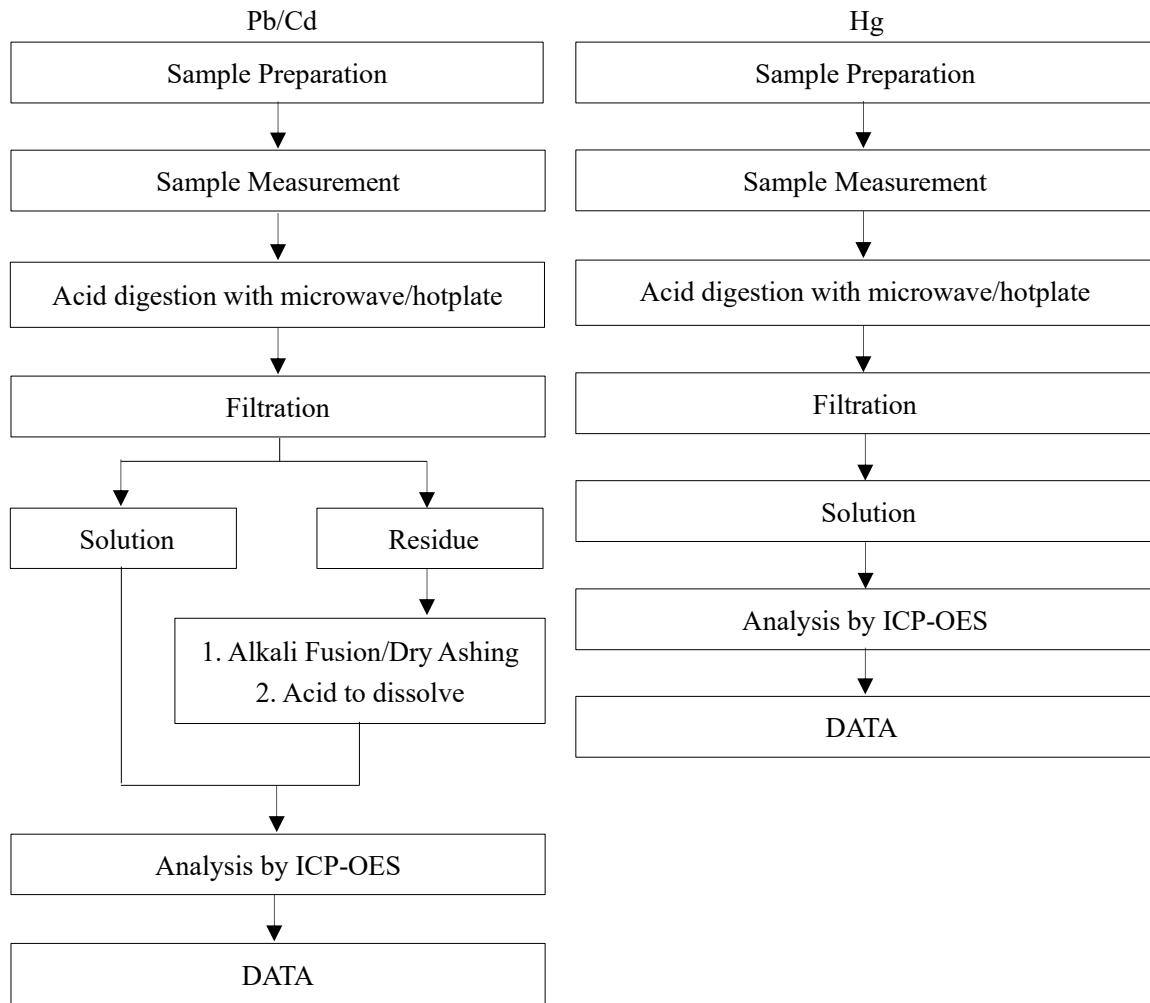 Pb/Cd
Sample Preparation
Sample Measurement
Acid digestion with microwave/hotplate
Filtration
Solution
Residue
1. Alkali Fusion/Dry Ashing
2. Acid to dissolve
Analysis by ICP-OES
DATA
Hg
Sample Preparation
Sample Measurement
Acid digestion with microwave/hotplate
Filtration
Solution
Analysis by ICP-OES
DATA